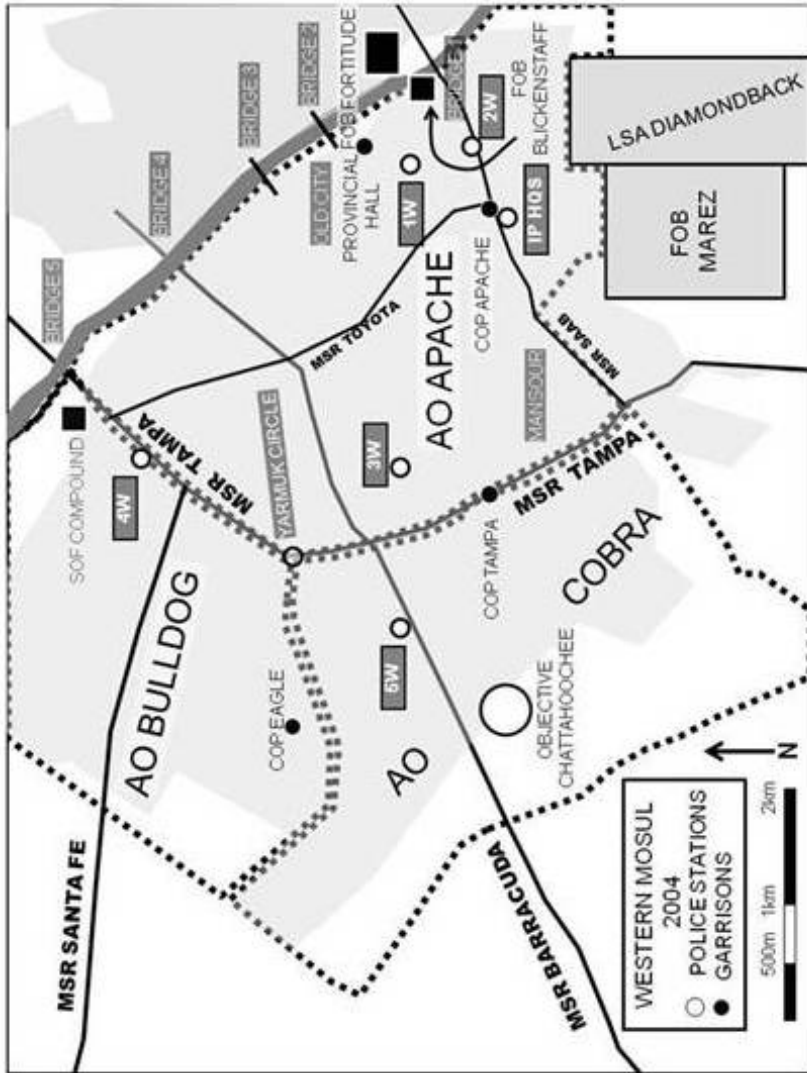 BRIDGE 5
BRIDGE 4
BRIDGE 3
BRIDGE 2
SOF COMPOUND
4W
MSR TAMPA
MSR SANTA FE
AO BULLDOG
OLD CITY
PROVINCIAL
HALL
FOB FORTITUDE
1W
BRIDGE 1
2W
FOB
BLICKENSTAFF
MSR TOYOTA
YARMUK CIRCLE
COP EAGLE
3W
AO APACHE
COP APACHE
IP HQS
5W
AO
COBRA
COP TAMPA
MANSOUR
MSR TAMPA
MSR SAAB
LSA DIAMONDBACK
FOB
MAREZ
OBJECTIVE
CHATTAHOOCHEE
MSR BARRACUDA
N
WESTERN MOSUL
2004
POLICE STATIONS
GARRISONS
500m 1km 2km